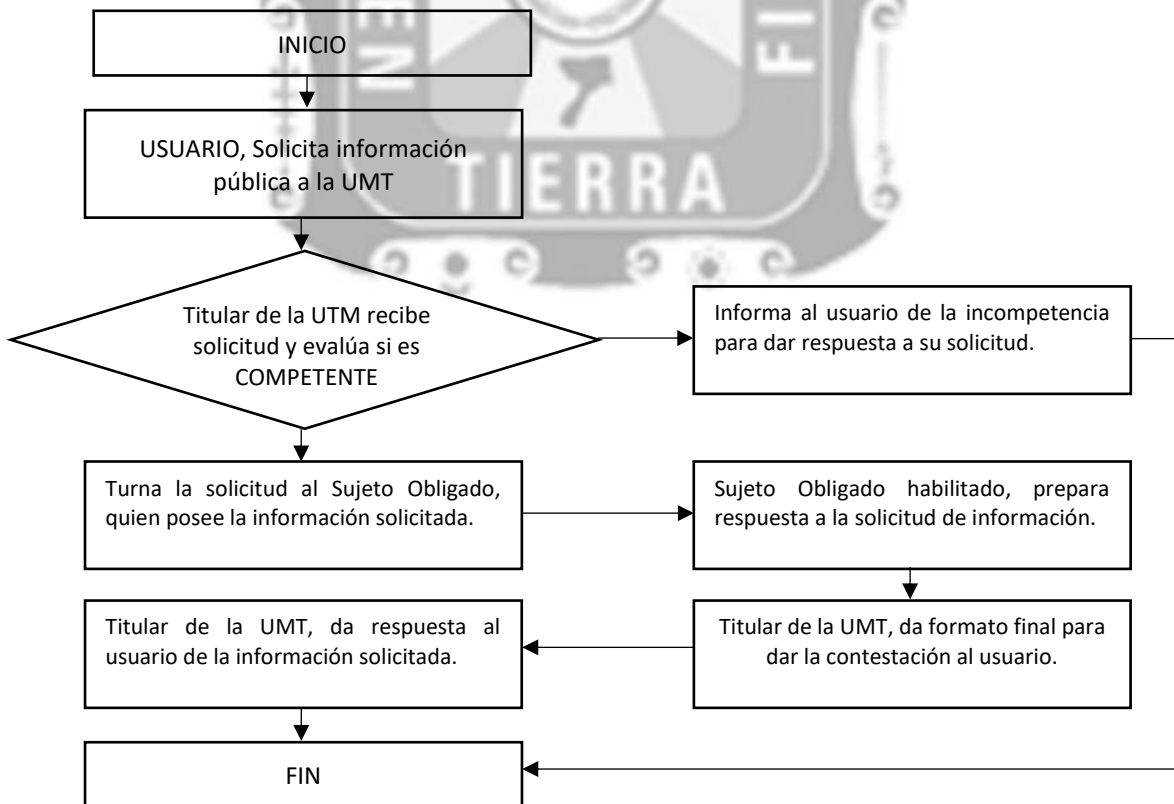 EN
FI
TIERRA
INICIO
USUARIO, Solicita información
pública a la UMT
Titular de la UTM recibe
solicitud y evalúa si es
COMPETENTE
Informa al usuario de la incompetencia
para dar respuesta a su solicitud.
Turna la solicitud al Sujeto Obligado,
quien posee la información solicitada.
Sujeto Obligado habilitado, prepara
respuesta a la solicitud de información.
Titular de la UMT, da respuesta al
usuario de la información solicitada.
Titular de la UMT, da formato final para
dar la contestación al usuario.
FIN